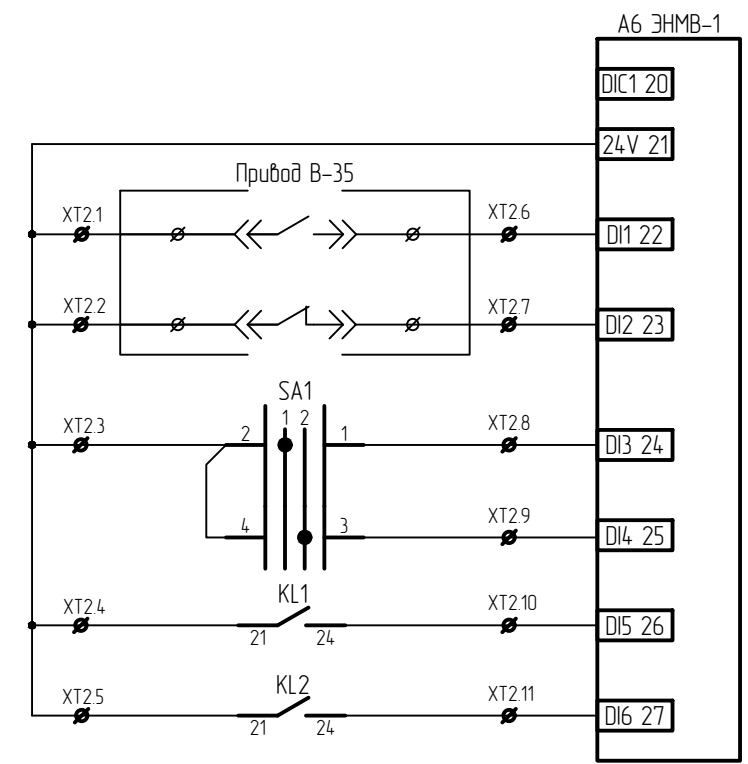 А6 ЭНМВ-1
DIC1 20
24V 21
Привод В-35
XT2.1
XT2.6
DI1 22
XT2.2
XT2.7
DI2 23
SA1
1 2
XT2.3
2
1
XT2.8
DI3 24
4
3
XT2.9
DI4 25
KL1
XT2.4
21
24
XT2.10
DI5 26
KL2
XT2.5
21
24
XT2.11
DI6 27